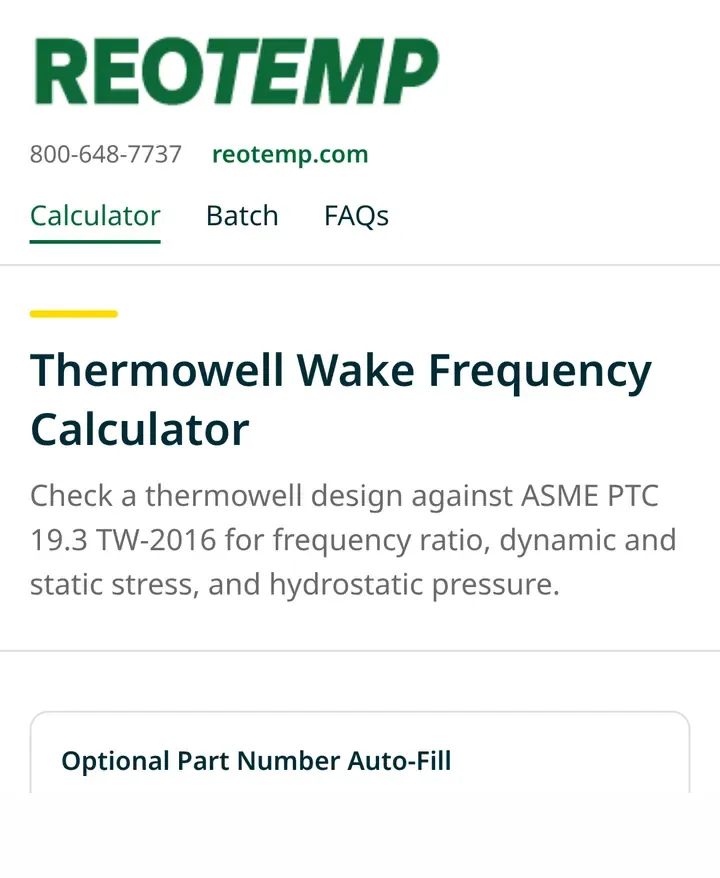 REOTEMP
800-648-7737 reotemp.com
Calculator Batch FAQs
Thermowell Wake Frequency
Calculator
Check a thermowell design against ASME PTC
19.3 TW-2016 for frequency ratio, dynamic and
static stress, and hydrostatic pressure.
Optional Part Number Auto-Fill